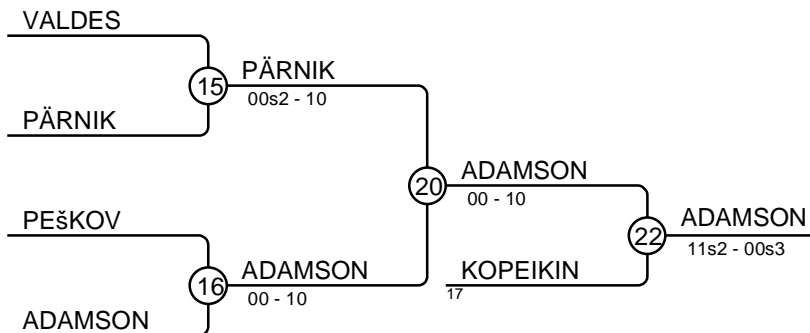 VALDES
15
PÄRNIK
00s2 - 10
PÄRNIK
20
ADAMSON
00 - 10
PEšKOV
22
ADAMSON
11s2 - 00s3
16
ADAMSON
00 - 10
KOPEIKIN
17
ADAMSON